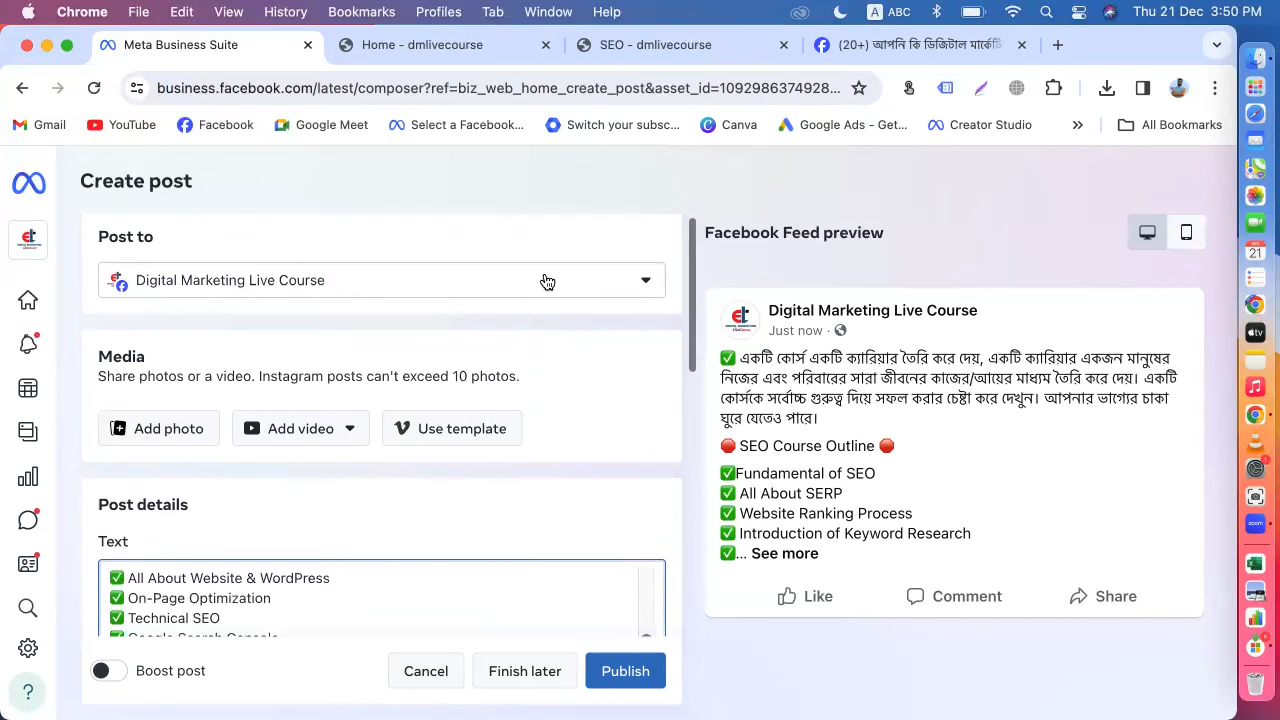 Chrome File Edit View History Bookmarks Profiles Tab Window Help A ABC Thu 21 Dec 3:50 PM
Meta Business Suite Home - dmlivecourse SEO - dmlivecourse (20+) আপনি কি ডিজিটাল মার্কেটি
business.facebook.com/latest/composer?ref=biz_web_home_create_post&asset_id=1092986374928...
Gmail YouTube Facebook Google Meet Select a Facebook... Switch your subsc... Canva Google Ads - Get... Creator Studio » All Bookmarks
Create post
Post to
Digital Marketing Live Course
Media
Share photos or a video. Instagram posts can't exceed 10 photos.
Add photo Add video Use template
Post details
Text
✅ All About Website & WordPress
✅ On-Page Optimization
✅ Technical SEO
✅ Google Search Console
Boost post Cancel Finish later Publish
Facebook Feed preview
Digital Marketing Live Course
Just now ·
✅ একটি কোর্স একটি ক্যারিয়ার তৈরি করে দেয়, একটি ক্যারিয়ার একজন মানুষের
নিজের এবং পরিবারের সারা জীবনের কাজের/আয়ের মাধ্যম তৈরি করে দেয়। একটি
কোর্সকে সর্বোচ্চ গুরুত্ব দিয়ে সফল করার চেষ্টা করে দেখুন। আপনার ভাগ্যের চাকা
ঘুরে যেতেও পারে।
🛑 SEO Course Outline 🛑
✅Fundamental of SEO
✅ All About SERP
✅ Website Ranking Process
✅ Introduction of Keyword Research
✅... See more
Like Comment Share